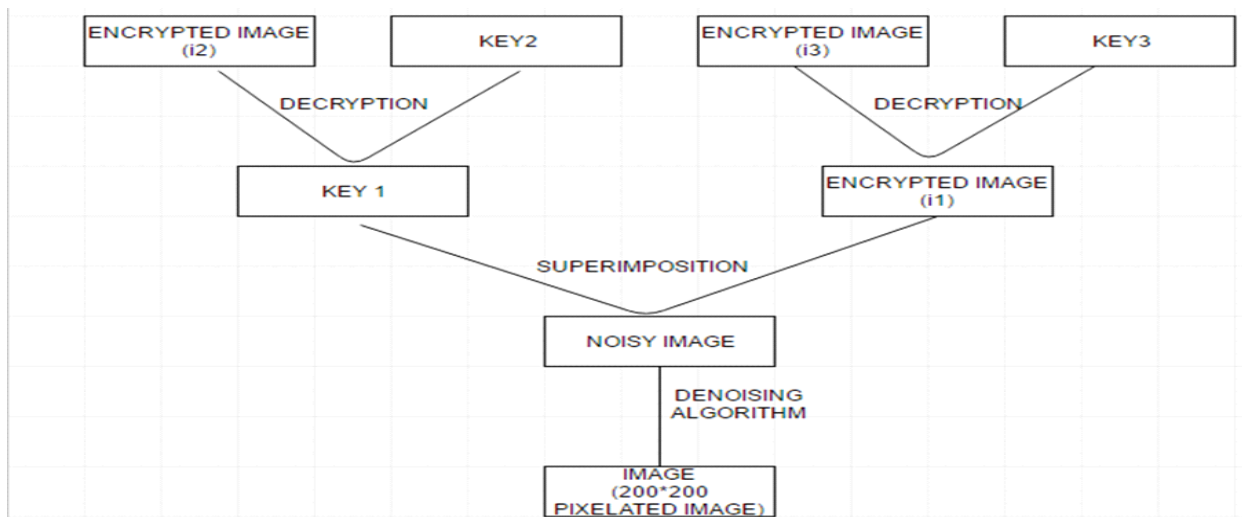 ENCRYPTED IMAGE
(i2)
KEY2
ENCRYPTED IMAGE
(i3)
KEY3
DECRYPTION
DECRYPTION
KEY 1
ENCRYPTED IMAGE
(i1)
SUPERIMPOSITION
NOISY IMAGE
DENOISING
ALGORITHM
IMAGE
(200*200
PIXELATED IMAGE)